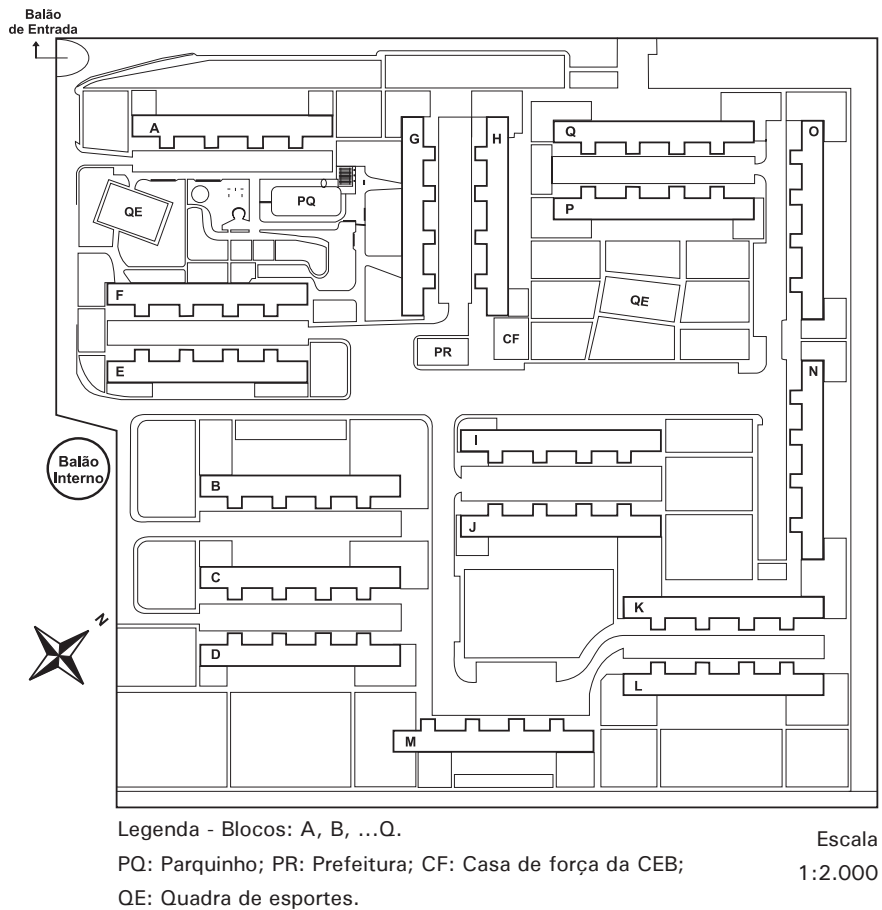 Balão
de Entrada
A
G
H
Q
O
QE
PQ
P
F
QE
PR
CF
E
N
I
Balão
Interno
B
J
C
K
N
D
L
M
Legenda - Blocos: A, B, ...Q.
Escala
PQ: Parquinho; PR: Prefeitura; CF: Casa de força da CEB;
1:2.000
QE: Quadra de esportes.